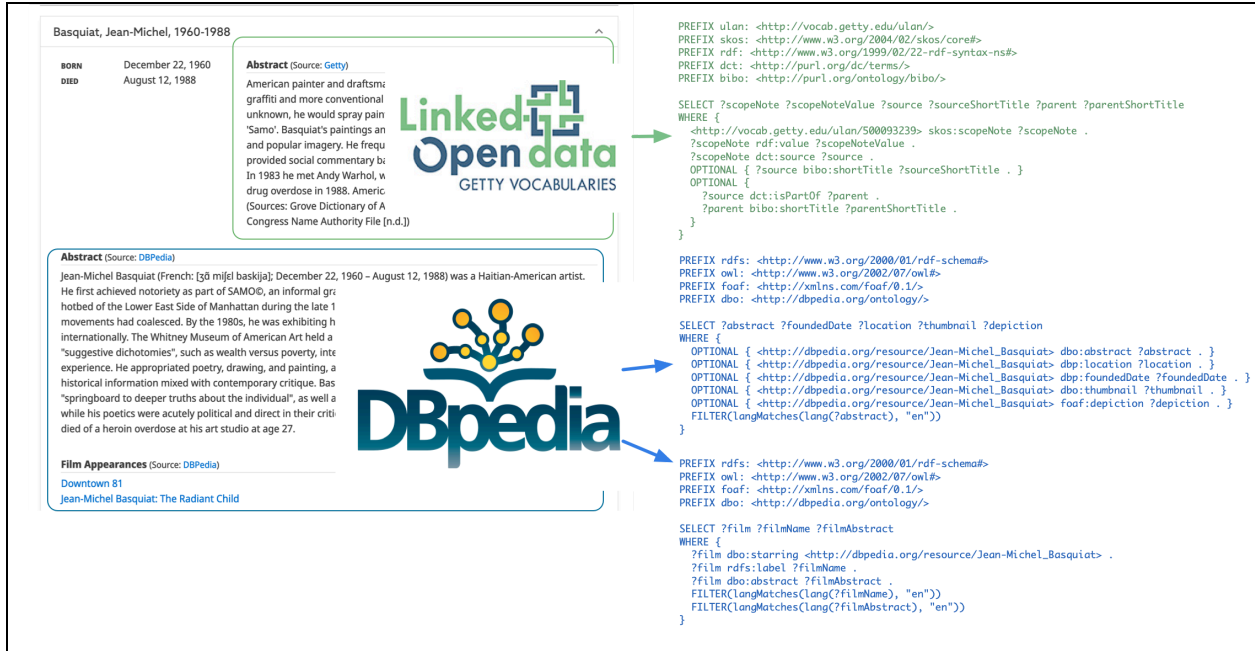 Basquiat, Jean-Michel, 1960-1988
BORN December 22, 1960
DIED August 12, 1988
Abstract (Source: Getty)
American painter and draftsma
graffiti and more conventional
unknown, he would spray pain
'Samo'. Basquiat's paintings an
and popular imagery. He frequ
provided social commentary ba
In 1983 he met Andy Warhol, w
drug overdose in 1988. Americ
(Sources: Grove Dictionary of A
Congress Name Authority File [n.d.])
Linked
Open data
GETTY VOCABULARIES
Abstract (Source: DBPedia)
Jean-Michel Basquiat (French: [ʒɑ̃ miʃɛl baskija]; December 22, 1960 – August 12, 1988) was a Haitian-American artist.
He first achieved notoriety as part of SAMO©, an informal gra
hotbed of the Lower East Side of Manhattan during the late 1
movements had coalesced. By the 1980s, he was exhibiting h
internationally. The Whitney Museum of American Art held a
"suggestive dichotomies", such as wealth versus poverty, inte
experience. He appropriated poetry, drawing, and painting, a
historical information mixed with contemporary critique. Bas
"springboard to deeper truths about the individual", as well a
while his poetics were acutely political and direct in their criti
died of a heroin overdose at his art studio at age 27.
DBpedia
Film Appearances (Source: DBPedia)
Downtown 81
Jean-Michel Basquiat: The Radiant Child
PREFIX ulan: <http://vocab.getty.edu/ulan/>
PREFIX skos: <http://www.w3.org/2004/02/skos/core#>
PREFIX rdf: <http://www.w3.org/1999/02/22-rdf-syntax-ns#>
PREFIX dct: <http://purl.org/dc/terms/>
PREFIX bibo: <http://purl.org/ontology/bibo/>
SELECT ?scopeNote ?scopeNoteValue ?source ?sourceShortTitle ?parent ?parentShortTitle
WHERE {
<http://vocab.getty.edu/ulan/500093239> skos:scopeNote ?scopeNote .
?scopeNote rdf:value ?scopeNoteValue .
?scopeNote dct:source ?source .
OPTIONAL { ?source bibo:shortTitle ?sourceShortTitle . }
OPTIONAL {
?source dct:isPartOf ?parent .
?parent bibo:shortTitle ?parentShortTitle .
}
}
PREFIX rdfs: <http://www.w3.org/2000/01/rdf-schema#>
PREFIX owl: <http://www.w3.org/2002/07/owl#>
PREFIX foaf: <http://xmlns.com/foaf/0.1/>
PREFIX dbo: <http://dbpedia.org/ontology/>
SELECT ?abstract ?foundedDate ?location ?thumbnail ?depiction
WHERE {
OPTIONAL { <http://dbpedia.org/resource/Jean-Michel_Basquiat> dbo:abstract ?abstract . }
OPTIONAL { <http://dbpedia.org/resource/Jean-Michel_Basquiat> dbp:location ?location . }
OPTIONAL { <http://dbpedia.org/resource/Jean-Michel_Basquiat> dbp:foundedDate ?foundedDate . }
OPTIONAL { <http://dbpedia.org/resource/Jean-Michel_Basquiat> dbo:thumbnail ?thumbnail . }
OPTIONAL { <http://dbpedia.org/resource/Jean-Michel_Basquiat> foaf:depiction ?depiction . }
FILTER(langMatches(lang(?abstract), "en"))
}
PREFIX rdfs: <http://www.w3.org/2000/01/rdf-schema#>
PREFIX owl: <http://www.w3.org/2002/07/owl#>
PREFIX foaf: <http://xmlns.com/foaf/0.1/>
PREFIX dbo: <http://dbpedia.org/ontology/>
SELECT ?film ?filmName ?filmAbstract
WHERE {
?film dbo:starring <http://dbpedia.org/resource/Jean-Michel_Basquiat> .
?film rdfs:label ?filmName .
?film dbo:abstract ?filmAbstract .
FILTER(langMatches(lang(?filmName), "en"))
FILTER(langMatches(lang(?filmAbstract), "en"))
}